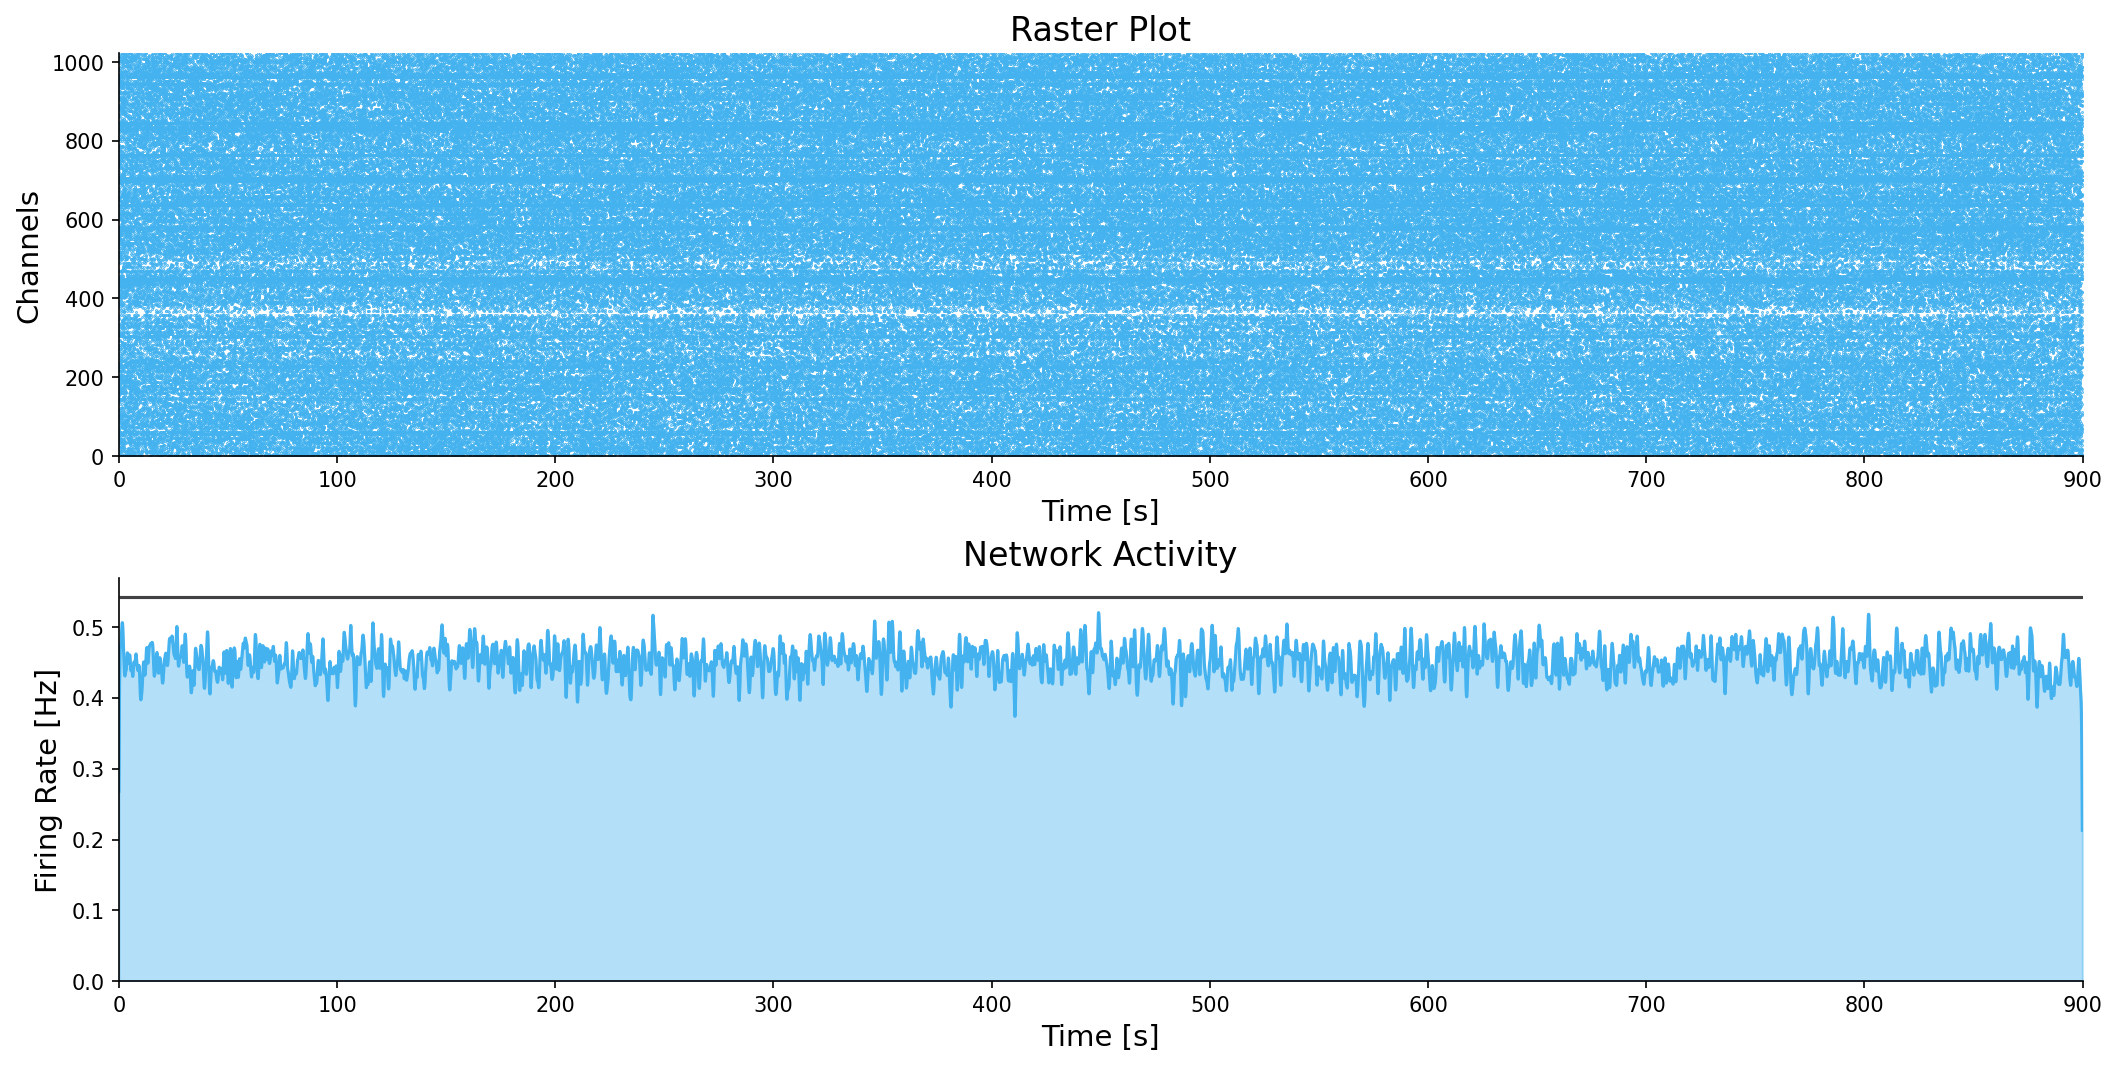 Raster Plot
1000
800
600
400
200
0
Channels
0 100 200 300 400 500 600 700 800 900
Time [s]
Network Activity
0.5
0.4
0.3
0.2
0.1
0.0
Firing Rate [Hz]
0 100 200 300 400 500 600 700 800 900
Time [s]